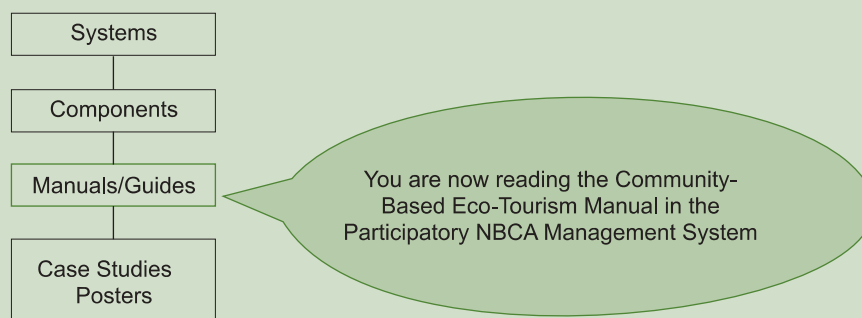 Systems
Components
Manuals/Guides
Case Studies
Posters
You are now reading the Community-
Based Eco-Tourism Manual in the
Participatory NBCA Management System